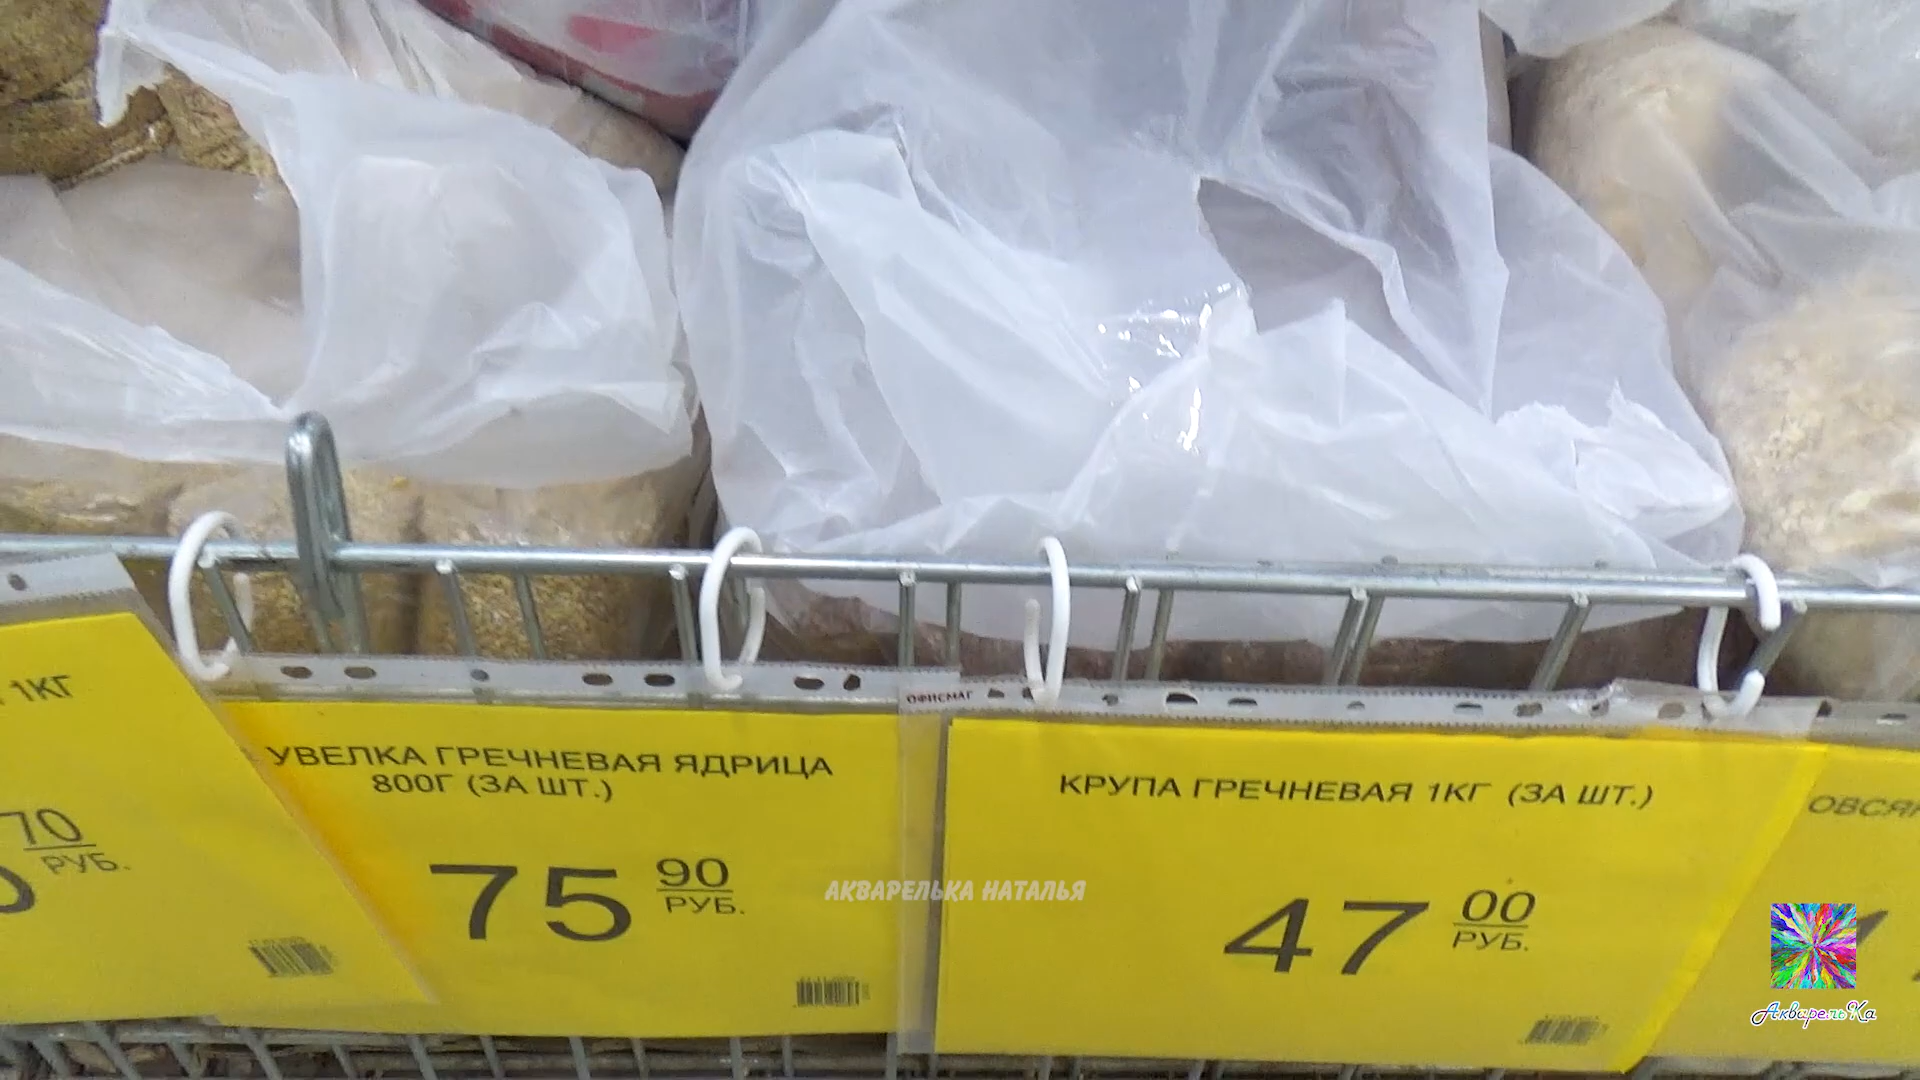 1КГ
70
РУБ.
УВЕЛКА ГРЕЧНЕВАЯ ЯДРИЦА
800Г (ЗА ШТ.)
75 90
РУБ.
ОФИСМАГ
КРУПА ГРЕЧНЕВАЯ 1КГ (ЗА ШТ.)
47 00
РУБ.
АКВАРЕЛЬКА НАТАЛЬЯ
АкварельКа